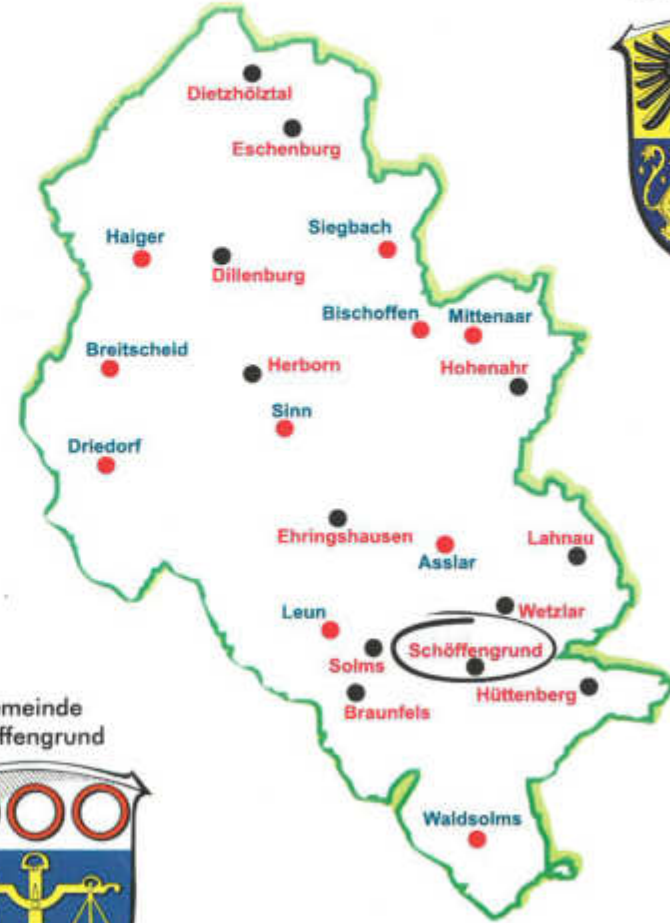 Dietzhölztal
Eschenburg
Haiger
Siegbach
Dillenburg
Bischoffen
Mittenaar
Breitscheid
Herborn
Hohenahr
Sinn
Driedorf
Ehringshausen
Lahnau
Asslar
Leun
Wetzlar
Schöffengrund
Solms
Hüttenberg
Braunfels
meinde
ffengrund
Waldsolms